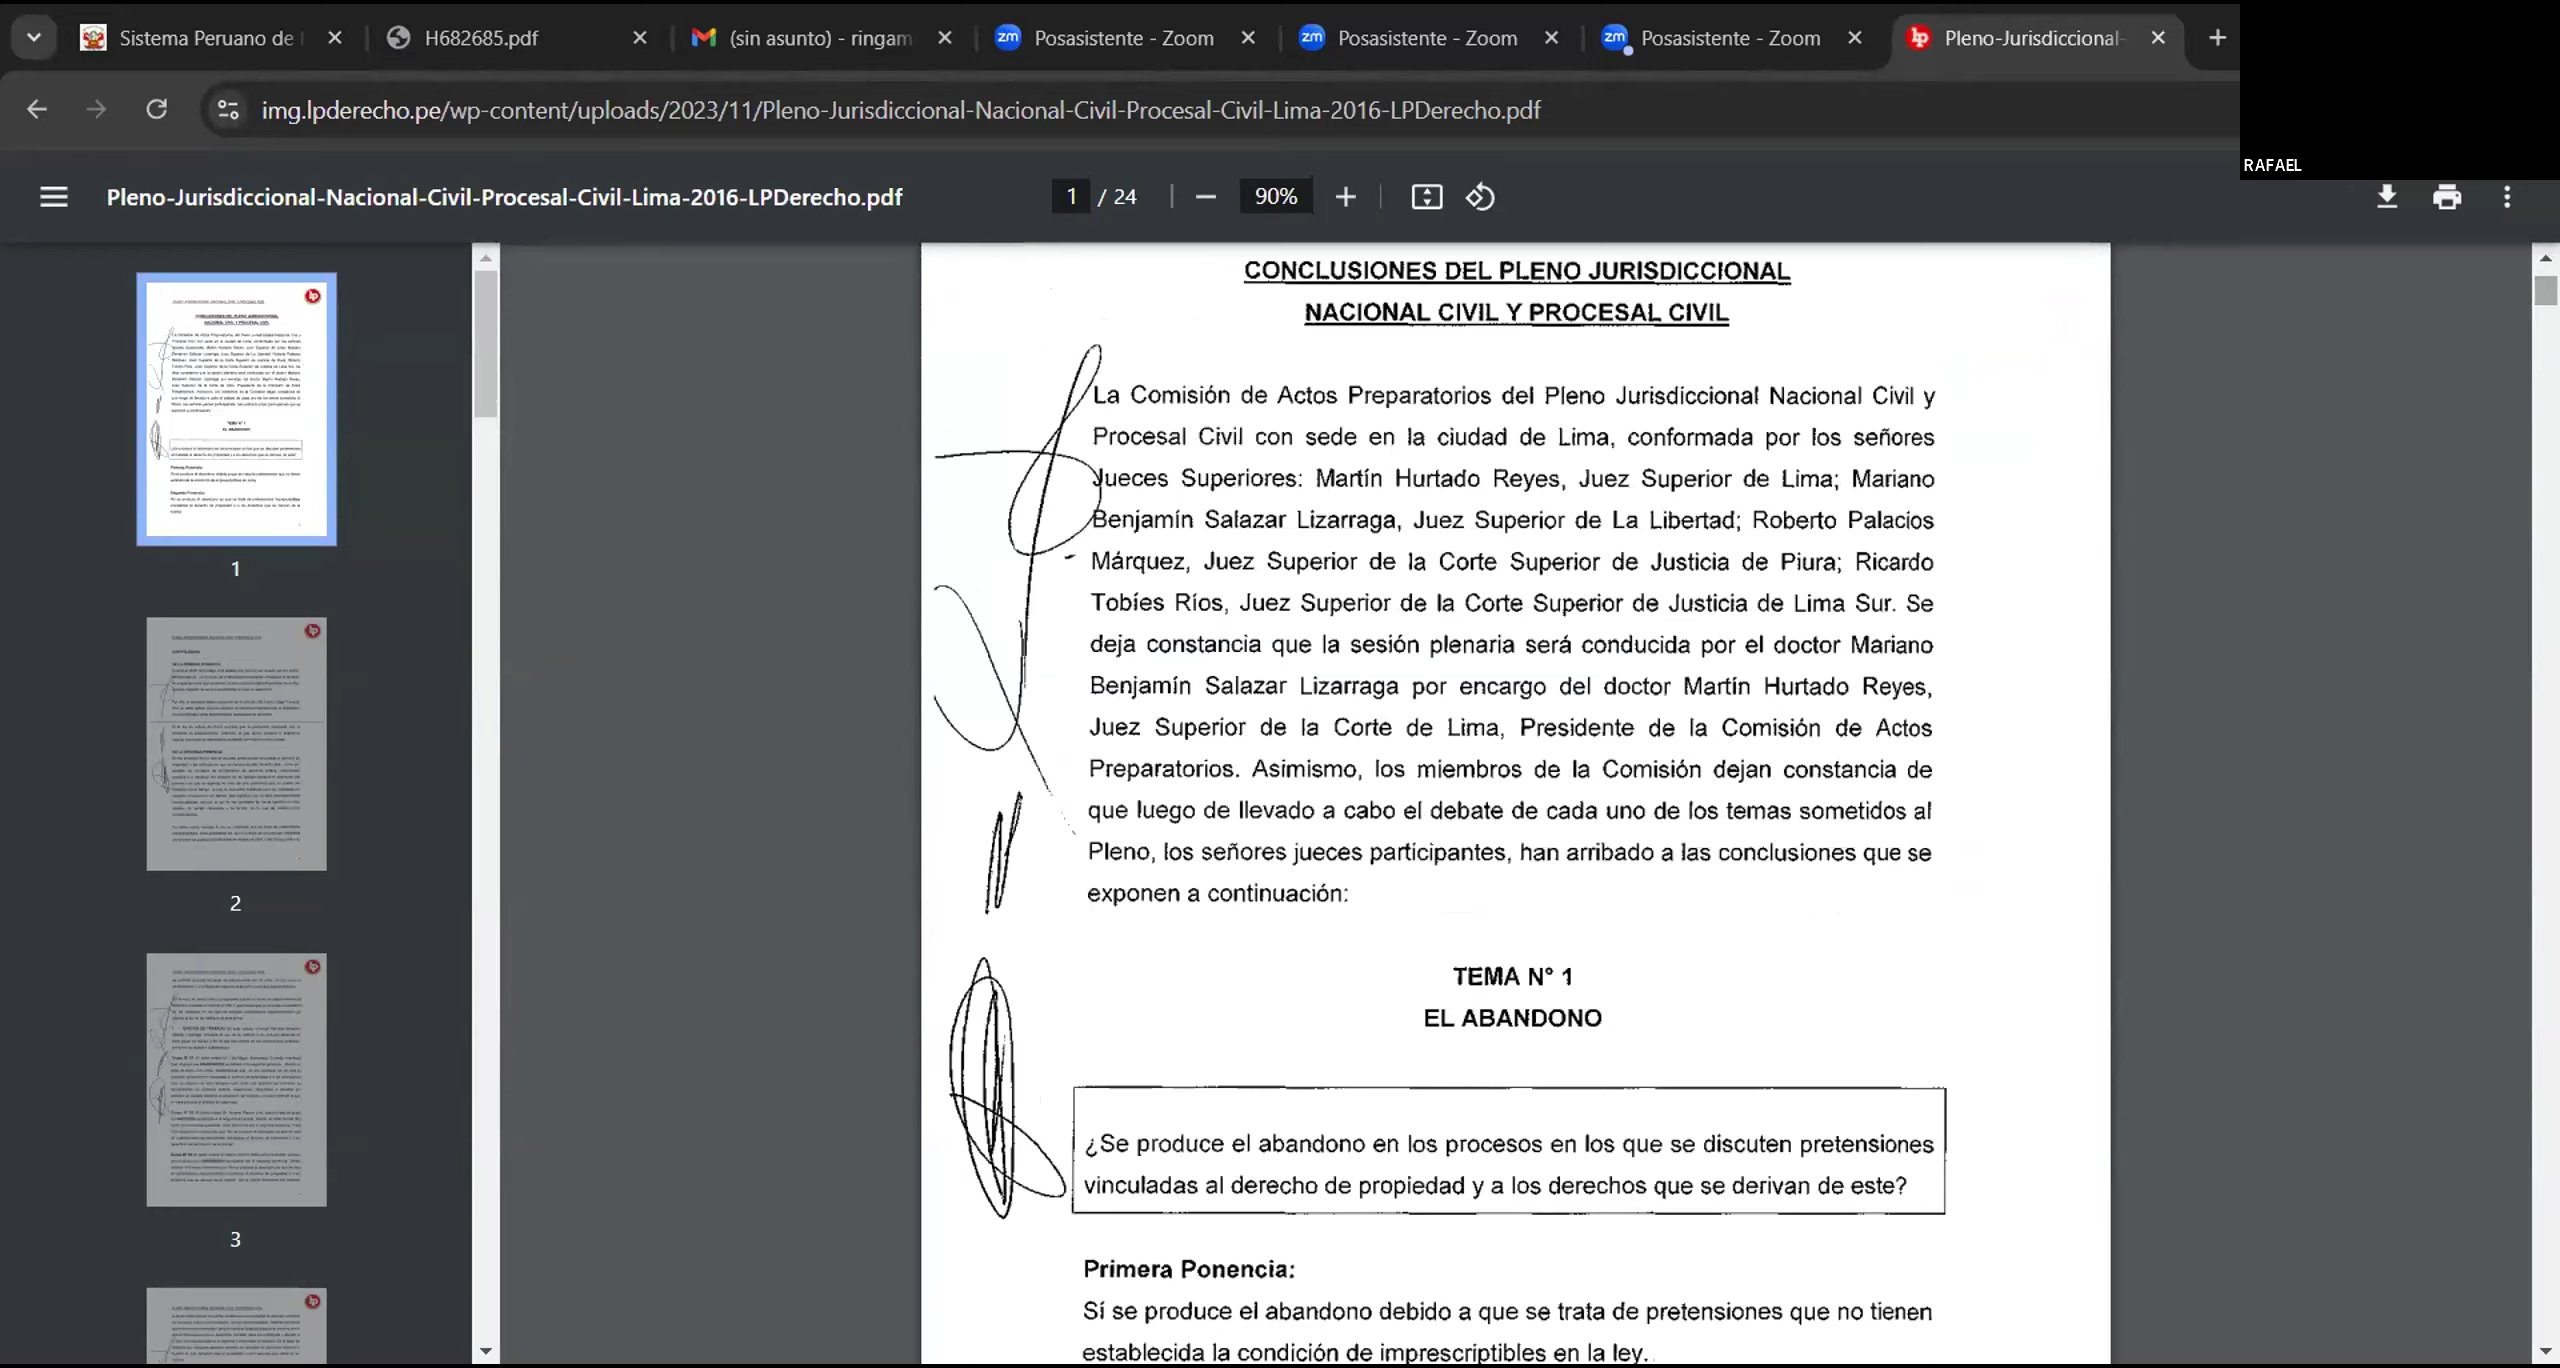 Sistema Peruano de
H682685.pdf
(sin asunto) - ringam
Posasistente - Zoom
Posasistente - Zoom
Posasistente - Zoom
Pleno-Jurisdiccional-
img.lpderecho.pe/wp-content/uploads/2023/11/Pleno-Jurisdiccional-Nacional-Civil-Procesal-Civil-Lima-2016-LPDerecho.pdf
RAFAEL
Pleno-Jurisdiccional-Nacional-Civil-Procesal-Civil-Lima-2016-LPDerecho.pdf
1 / 24
90%
1
2
3
CONCLUSIONES DEL PLENO JURISDICCIONAL
NACIONAL CIVIL Y PROCESAL CIVIL
La Comisión de Actos Preparatorios del Pleno Jurisdiccional Nacional Civil y
Procesal Civil con sede en la ciudad de Lima, conformada por los señores
Jueces Superiores: Martín Hurtado Reyes, Juez Superior de Lima; Mariano
Benjamín Salazar Lizarraga, Juez Superior de La Libertad; Roberto Palacios
Márquez, Juez Superior de la Corte Superior de Justicia de Piura; Ricardo
Tobíes Ríos, Juez Superior de la Corte Superior de Justicia de Lima Sur. Se
deja constancia que la sesión plenaria será conducida por el doctor Mariano
Benjamín Salazar Lizarraga por encargo del doctor Martín Hurtado Reyes,
Juez Superior de la Corte de Lima, Presidente de la Comisión de Actos
Preparatorios. Asimismo, los miembros de la Comisión dejan constancia de
que luego de llevado a cabo el debate de cada uno de los temas sometidos al
Pleno, los señores jueces participantes, han arribado a las conclusiones que se
exponen a continuación:
TEMA N° 1
EL ABANDONO
¿Se produce el abandono en los procesos en los que se discuten pretensiones
vinculadas al derecho de propiedad y a los derechos que se derivan de este?
Primera Ponencia:
Sí se produce el abandono debido a que se trata de pretensiones que no tienen
establecida la condición de imprescriptibles en la ley.